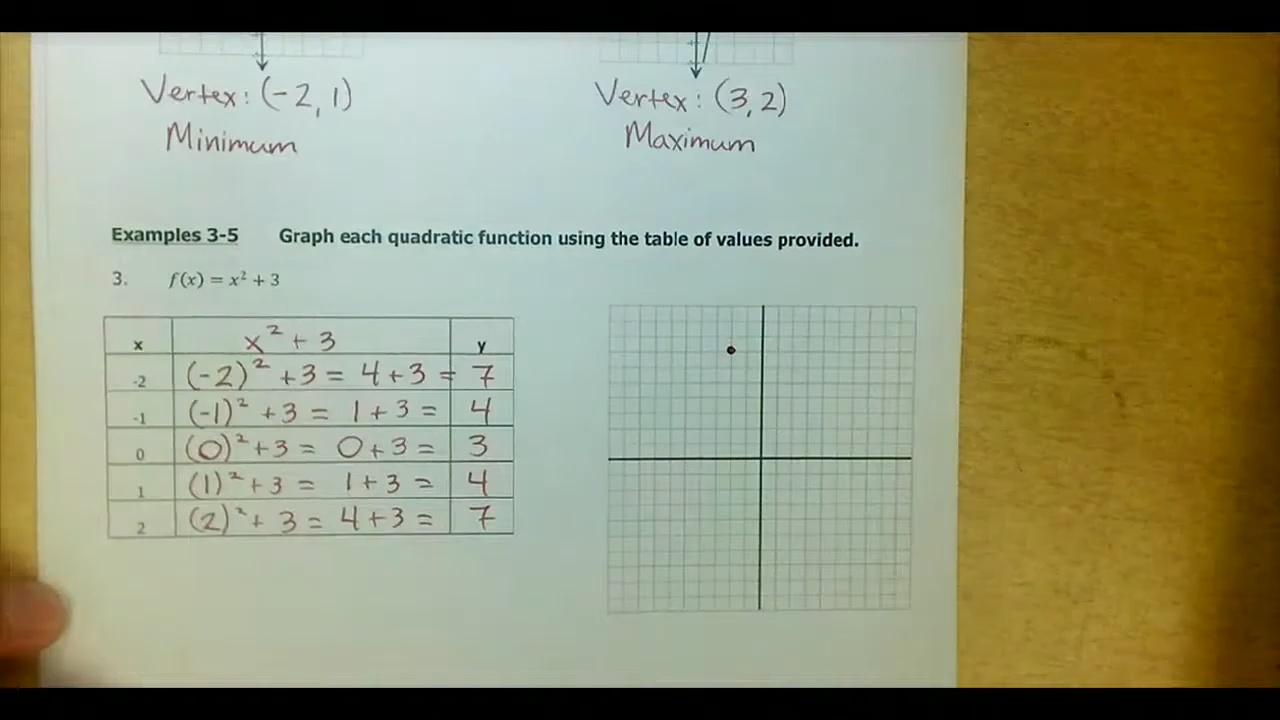 Vertex: (-2, 1)
Minimum
Vertex: (3, 2)
Maximum
Examples 3-5 Graph each quadratic function using the table of values provided.
3. f(x) = x² + 3
x x² + 3 y
-2 (-2)² + 3 = 4 + 3 = 7
-1 (-1)² + 3 = 1 + 3 = 4
0 (0)² + 3 = 0 + 3 = 3
1 (1)² + 3 = 1 + 3 = 4
2 (2)² + 3 = 4 + 3 = 7